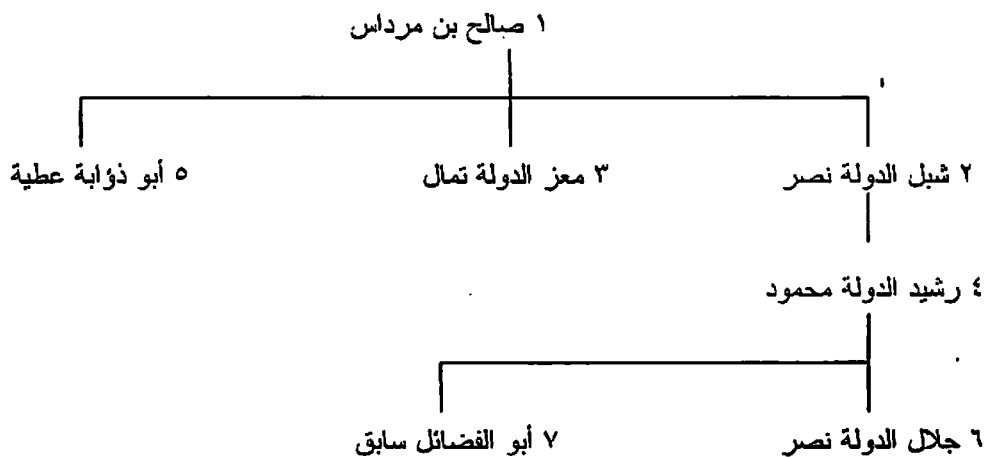 ١ صالح بن مرداس
٢ شبل الدولة نصر
٣ معز الدولة تمال
٥ أبو ذؤابة عطية
٤ رشيد الدولة محمود
٦ جلال الدولة نصر
٧ أبو الفضائل سابق